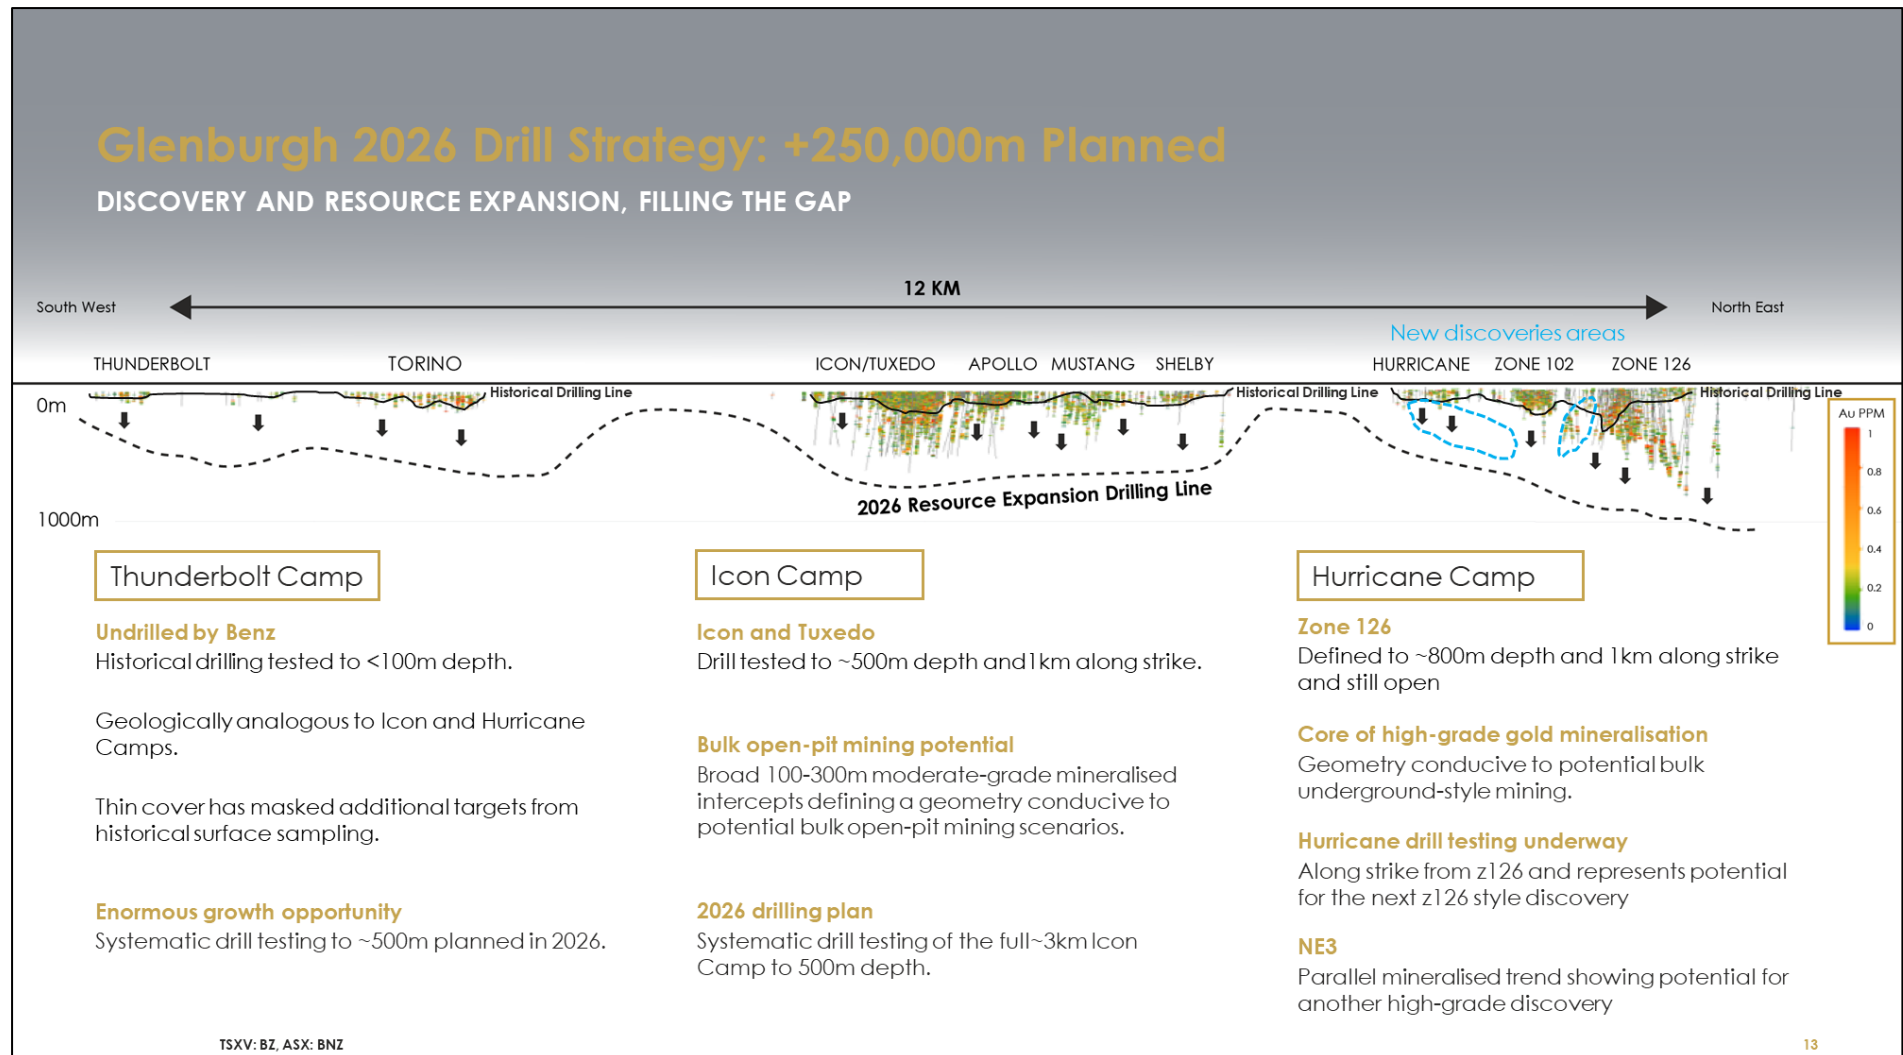 Glenburgh 2026 Drill Strategy: +250,000m Planned
DISCOVERY AND RESOURCE EXPANSION, FILLING THE GAP
12 KM
South West
North East
New discoveries areas
THUNDERBOLT
TORINO
ICON/TUXEDO
APOLLO
MUSTANG
SHELBY
HURRICANE
ZONE 102
ZONE 126
Historical Drilling Line
Historical Drilling Line
Historical Drilling Line
0m
1000m
2026 Resource Expansion Drilling Line
Au PPM
1
0.8
0.6
0.4
0.2
0
Thunderbolt Camp
Undrilled by Benz
Historical drilling tested to <100m depth.
Geologically analogous to Icon and Hurricane
Camps.
Thin cover has masked additional targets from
historical surface sampling.
Enormous growth opportunity
Systematic drill testing to ~500m planned in 2026.
Icon Camp
Icon and Tuxedo
Drill tested to ~500m depth and 1km along strike.
Bulk open-pit mining potential
Broad 100-300m moderate-grade mineralised
intercepts defining a geometry conducive to
potential bulk open-pit mining scenarios.
2026 drilling plan
Systematic drill testing of the full ~3km Icon
Camp to 500m depth.
Hurricane Camp
Zone 126
Defined to ~800m depth and 1km along strike
and still open
Core of high-grade gold mineralisation
Geometry conducive to potential bulk
underground-style mining.
Hurricane drill testing underway
Along strike from z126 and represents potential
for the next z126 style discovery
NE3
Parallel mineralised trend showing potential for
another high-grade discovery
TSXV: BZ, ASX: BNZ
13